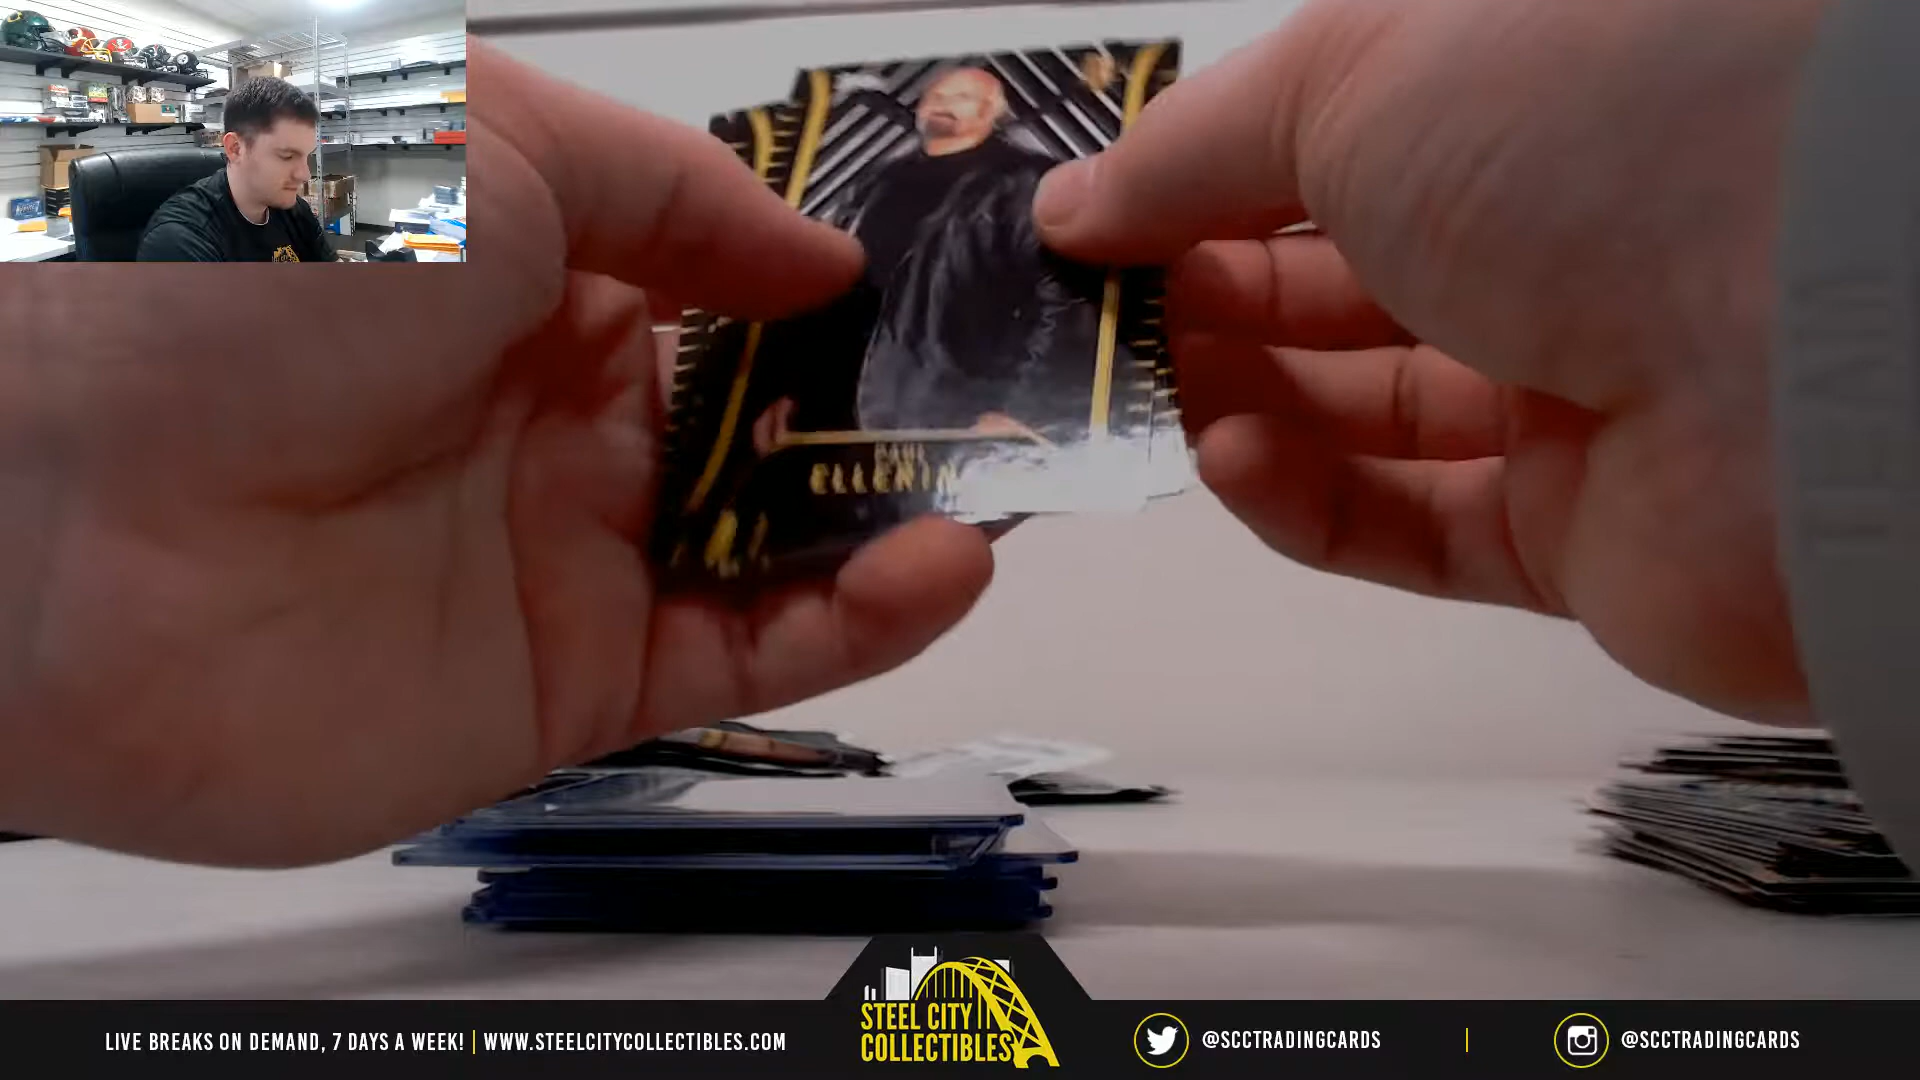 PAUL
ELLERIN
LIVE BREAKS ON DEMAND, 7 DAYS A WEEK! | WWW.STEELCITYCOLLECTIBLES.COM
STEEL CITY
COLLECTIBLES
@SCCTRADINGCARDS
@SCCTRADINGCARDS